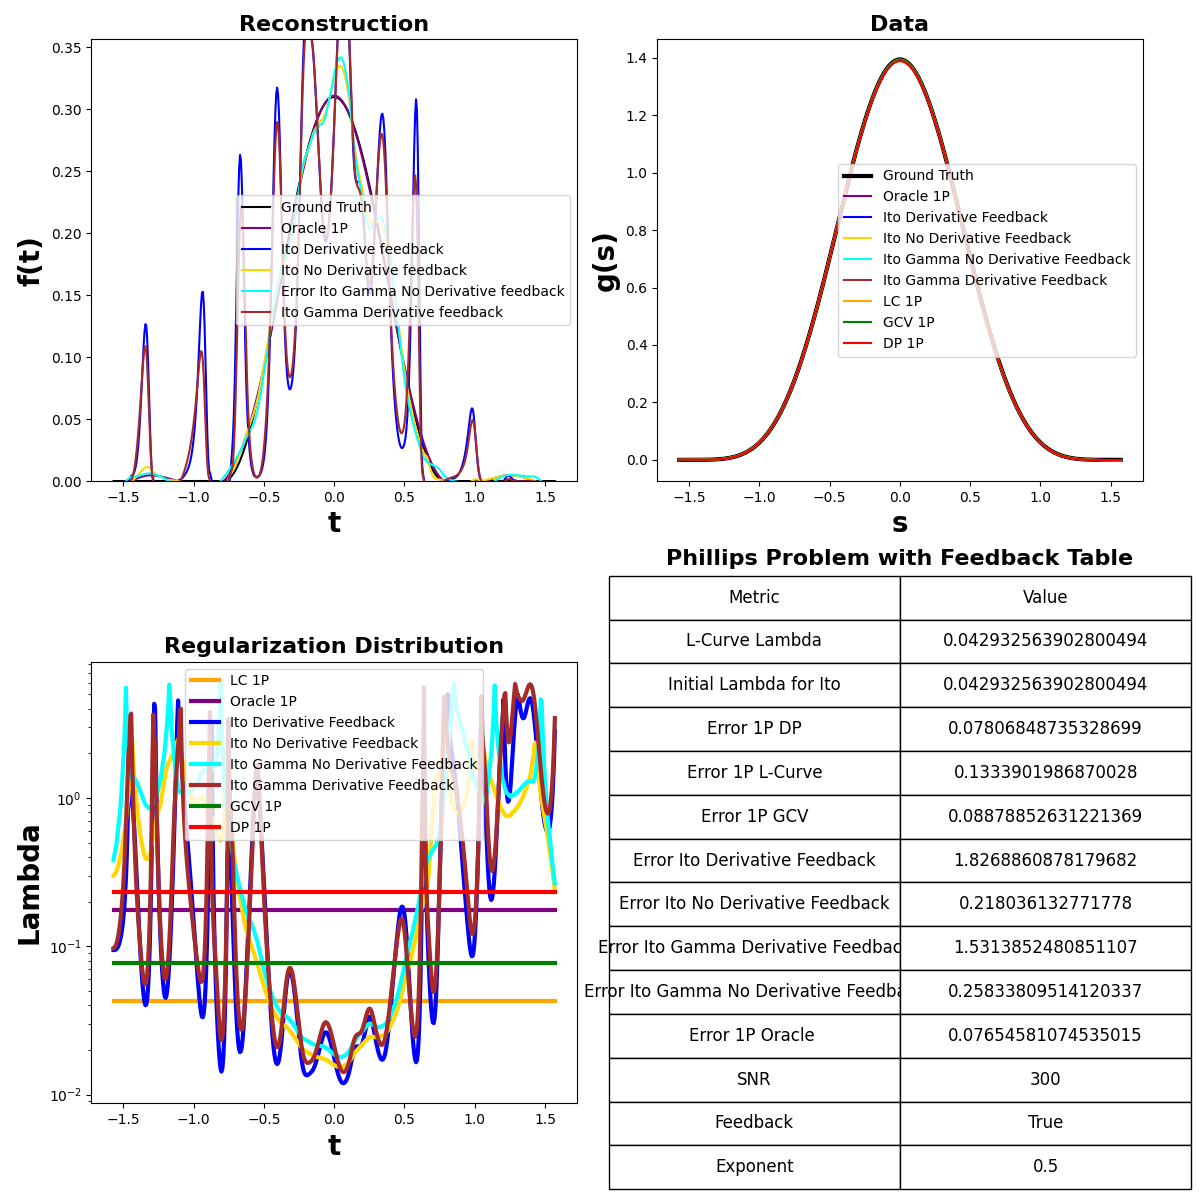 Reconstruction
0.35
0.30
0.25
0.20
0.15
0.10
0.05
0.00
f(t)
Ground Truth
Oracle 1P
Ito Derivative feedback
Ito No Derivative feedback
Error Ito Gamma No Derivative feedback
Ito Gamma Derivative feedback
−1.5 −1.0 −0.5 0.0 0.5 1.0 1.5
t
Data
1.4
1.2
1.0
0.8
0.6
0.4
0.2
0.0
g(s)
Ground Truth
Oracle 1P
Ito Derivative Feedback
Ito No Derivative Feedback
Ito Gamma No Derivative Feedback
Ito Gamma Derivative Feedback
LC 1P
GCV 1P
DP 1P
−1.5 −1.0 −0.5 0.0 0.5 1.0 1.5
s
Regularization Distribution
10⁰
10⁻¹
10⁻²
Lambda
LC 1P
Oracle 1P
Ito Derivative Feedback
Ito No Derivative Feedback
Ito Gamma No Derivative Feedback
Ito Gamma Derivative Feedback
GCV 1P
DP 1P
−1.5 −1.0 −0.5 0.0 0.5 1.0 1.5
t
Phillips Problem with Feedback Table
Metric Value
L-Curve Lambda 0.042932563902800494
Initial Lambda for Ito 0.042932563902800494
Error 1P DP 0.07806848735328699
Error 1P L-Curve 0.1333901986870028
Error 1P GCV 0.08878852631221369
Error Ito Derivative Feedback 1.8268860878179682
Error Ito No Derivative Feedback 0.218036132771778
Error Ito Gamma Derivative Feedbac 1.5313852480851107
Error Ito Gamma No Derivative Feedba 0.25833809514120337
Error 1P Oracle 0.07654581074535015
SNR 300
Feedback True
Exponent 0.5